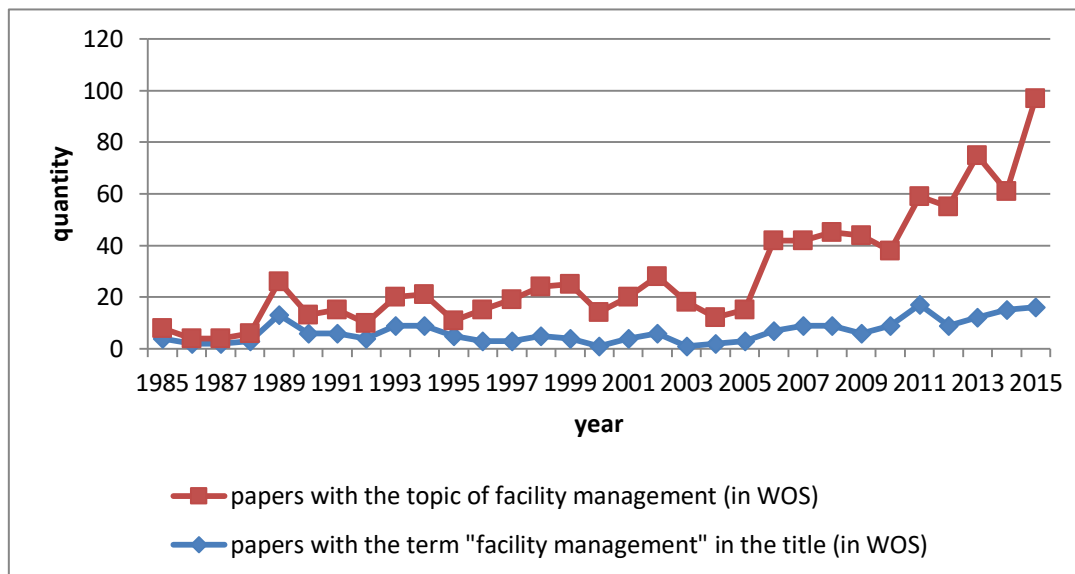 120
100
80
60
40
20
0
quantity
1985 1987 1989 1991 1993 1995 1997 1999 2001 2003 2005 2007 2009 2011 2013 2015
year
papers with the topic of facility management (in WOS)
papers with the term "facility management" in the title (in WOS)